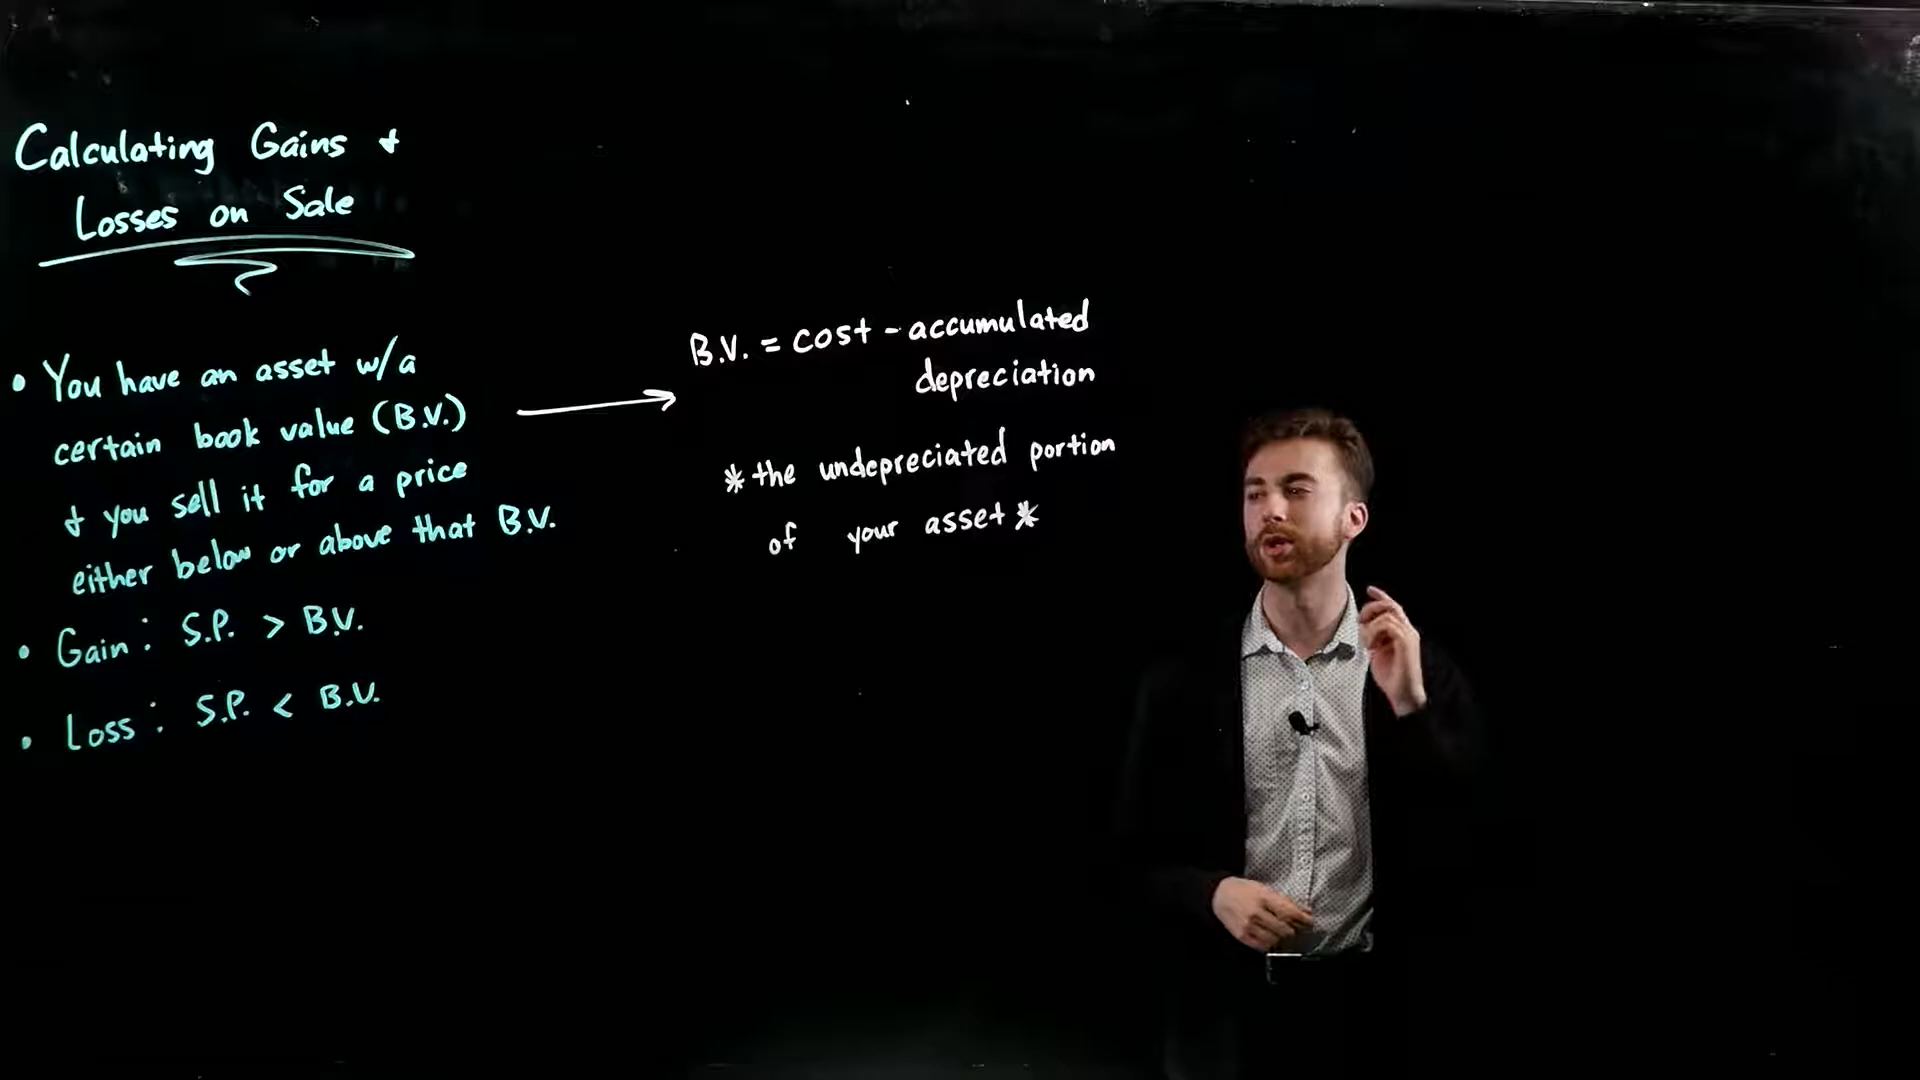 Calculating Gains &
Losses on Sale
• You have an asset w/a
certain book value (B.V.)
& you sell it for a price
either below or above that B.V.
• Gain: S.P. > B.V.
• Loss: S.P. < B.V.
B.V. = cost - accumulated
depreciation
*the undepreciated portion
of your asset*